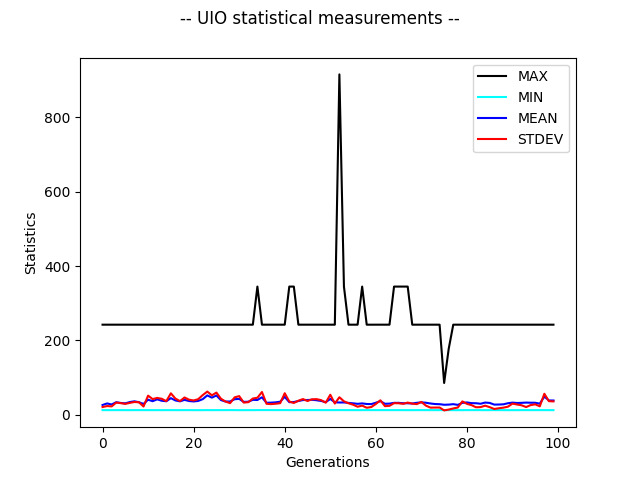 -- UIO statistical measurements --
MAX
MIN
MEAN
STDEV
Statistics
800
600
400
200
0
0 20 40 60 80 100
Generations